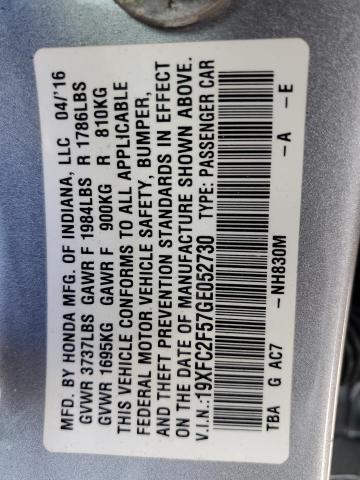 MFD. BY HONDA MFG. OF INDIANA, LLC 04/'16
GVWR 3737LBS GAWR F 1984LBS R 1786LBS
GVWR 1695KG GAWR F 900KG R 810KG
THIS VEHICLE CONFORMS TO ALL APPLICABLE
FEDERAL MOTOR VEHICLE SAFETY, BUMPER,
AND THEFT PREVENTION STANDARDS IN EFFECT
ON THE DATE OF MANUFACTURE SHOWN ABOVE.
V.I.N.:19XFC2F57GE052730 TYPE: PASSENGER CAR
TBA G AC7 -NH830M -A -E